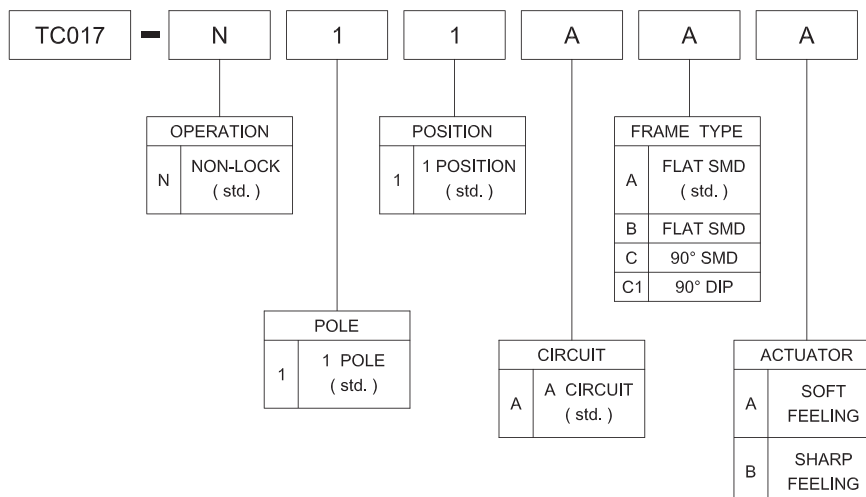 TC017 - N 1 1 A A A
OPERATION
N NON-LOCK
( std. )
POSITION
1 1 POSITION
( std. )
FRAME TYPE
A FLAT SMD
( std. )
B FLAT SMD
C 90° SMD
C1 90° DIP
POLE
1 1 POLE
( std. )
CIRCUIT
A A CIRCUIT
( std. )
ACTUATOR
A SOFT
FEELING
B SHARP
FEELING